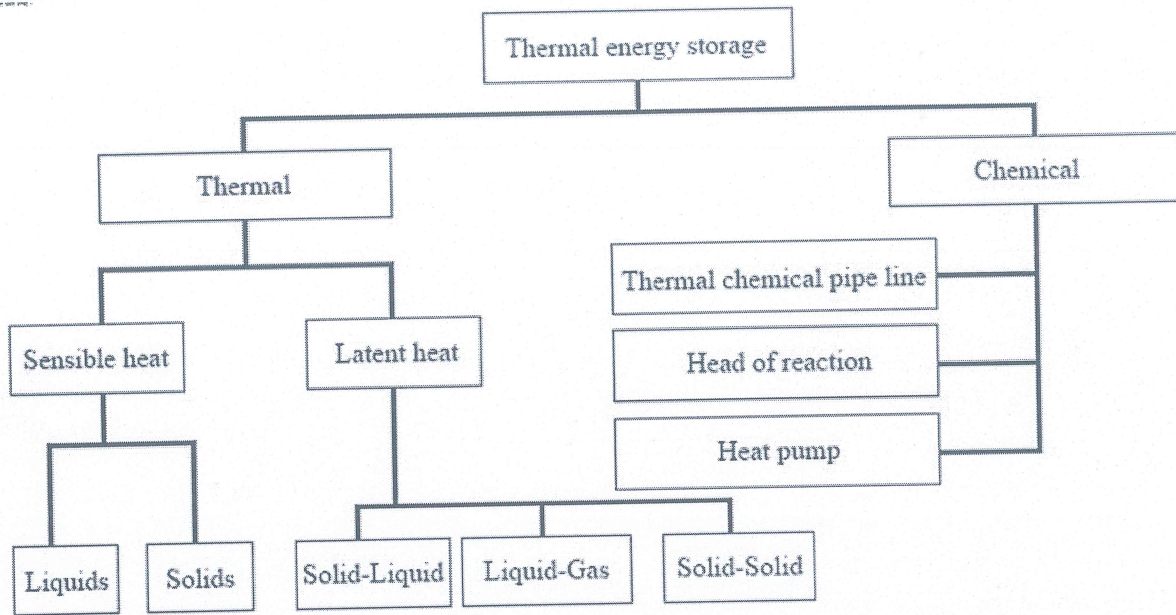 Thermal energy storage
Thermal
Chemical
Thermal chemical pipe line
Head of reaction
Heat pump
Sensible heat
Latent heat
Liquids
Solids
Solid-Liquid
Liquid-Gas
Solid-Solid